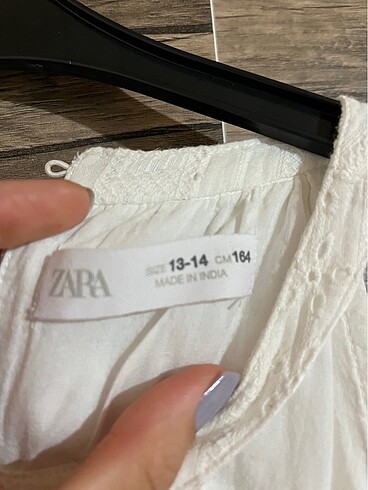 ZARA
SIZE 13-14 CM 164
MADE IN INDIA